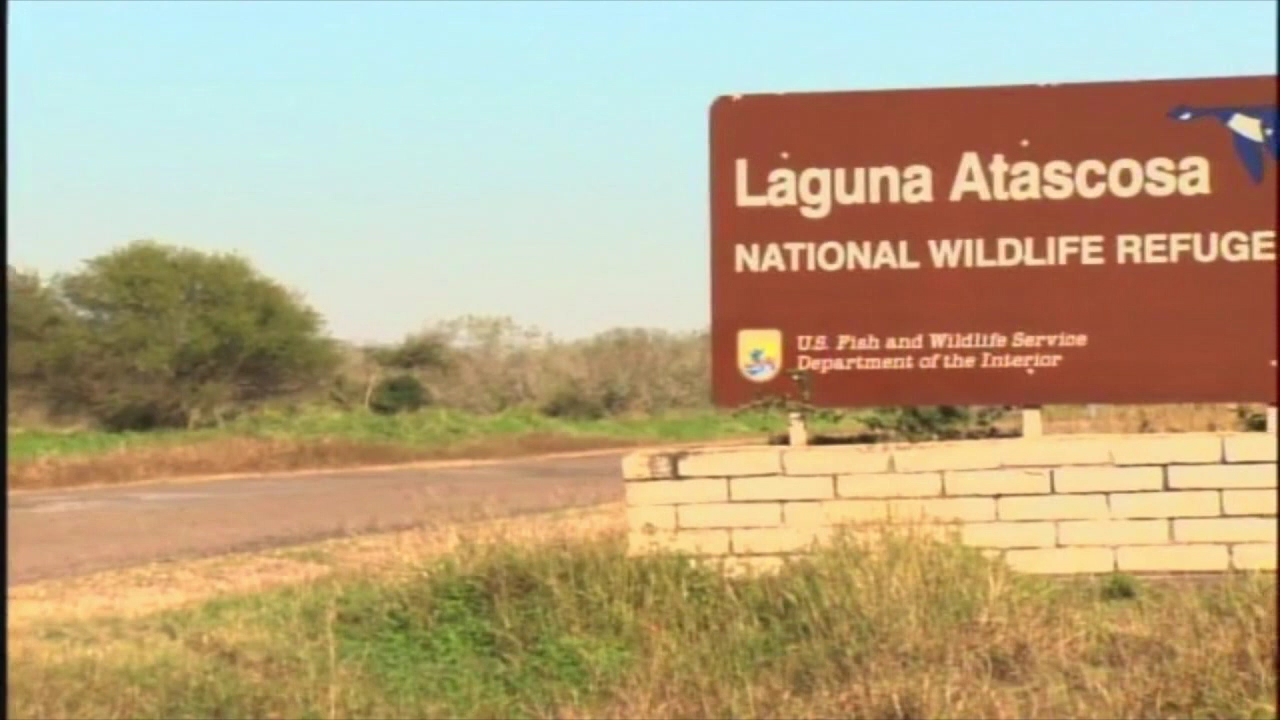 Laguna Atascosa
NATIONAL WILDLIFE REFUGE
U.S. Fish and Wildlife Service
Department of the Interior